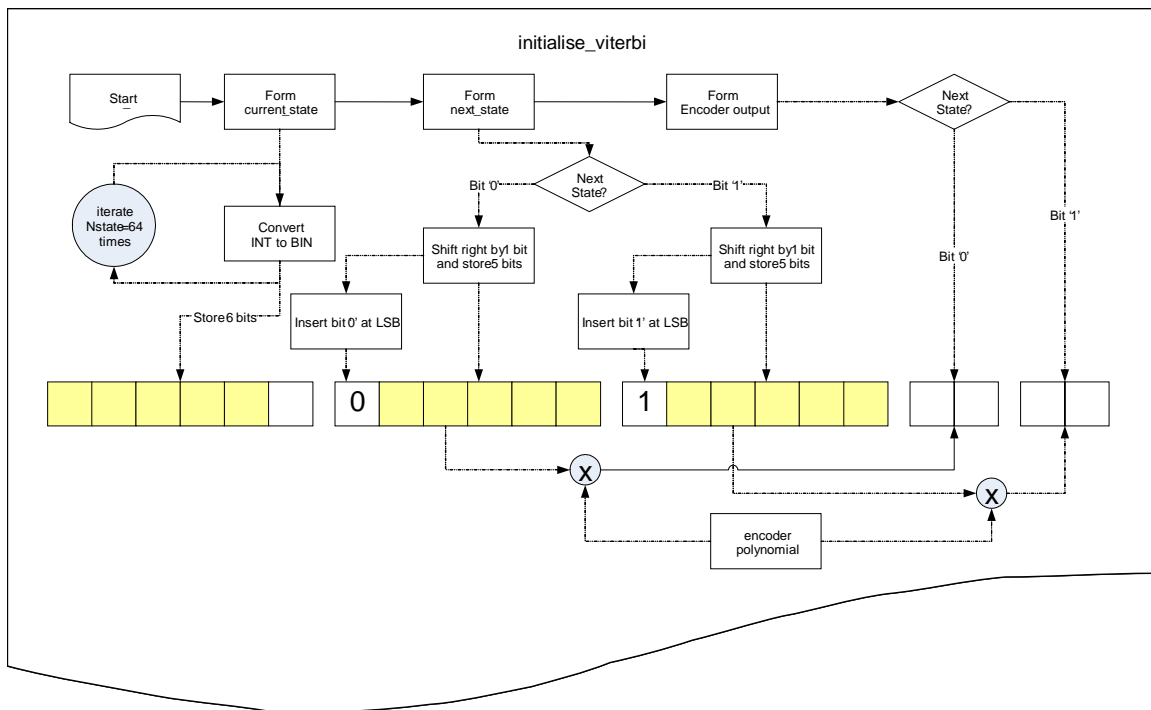 initialise_viterbi
Start
Form
current_state
Form
next_state
Form
Encoder output
Next
State?
Next
State?
Bit '0'
Bit '1'
iterate
Nstate=64
times
Convert
INT to BIN
Shift right by1 bit
and store5 bits
Shift right by1 bit
and store5 bits
Bit '0'
Bit '1'
Insert bit 0' at LSB
Insert bit '1' at LSB
Store6 bits
0
1
X
X
encoder
polynomial